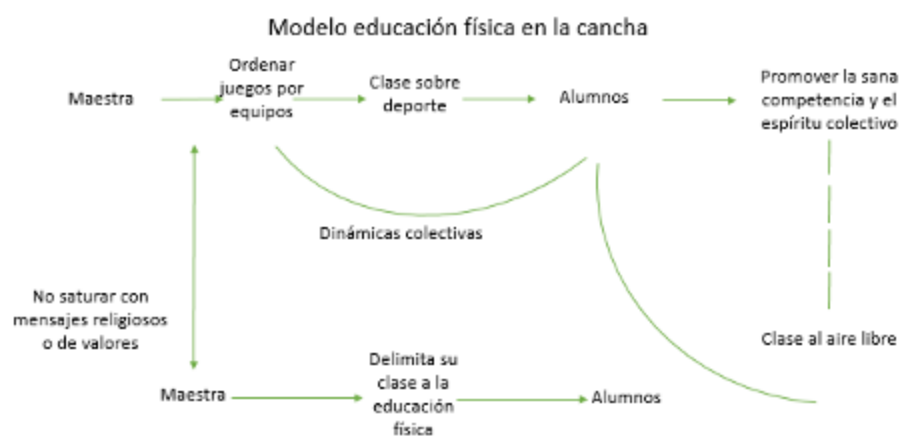 Modelo educación física en la cancha
Maestra
Ordenar
juegos por
equipos
Clase sobre
deporte
Alumnos
Promover la sana
competencia y el
espíritu colectivo
Dinámicas colectivas
No saturar con
mensajes religiosos
o de valores
Clase al aire libre
Maestra
Delimita su
clase a la
educación
física
Alumnos